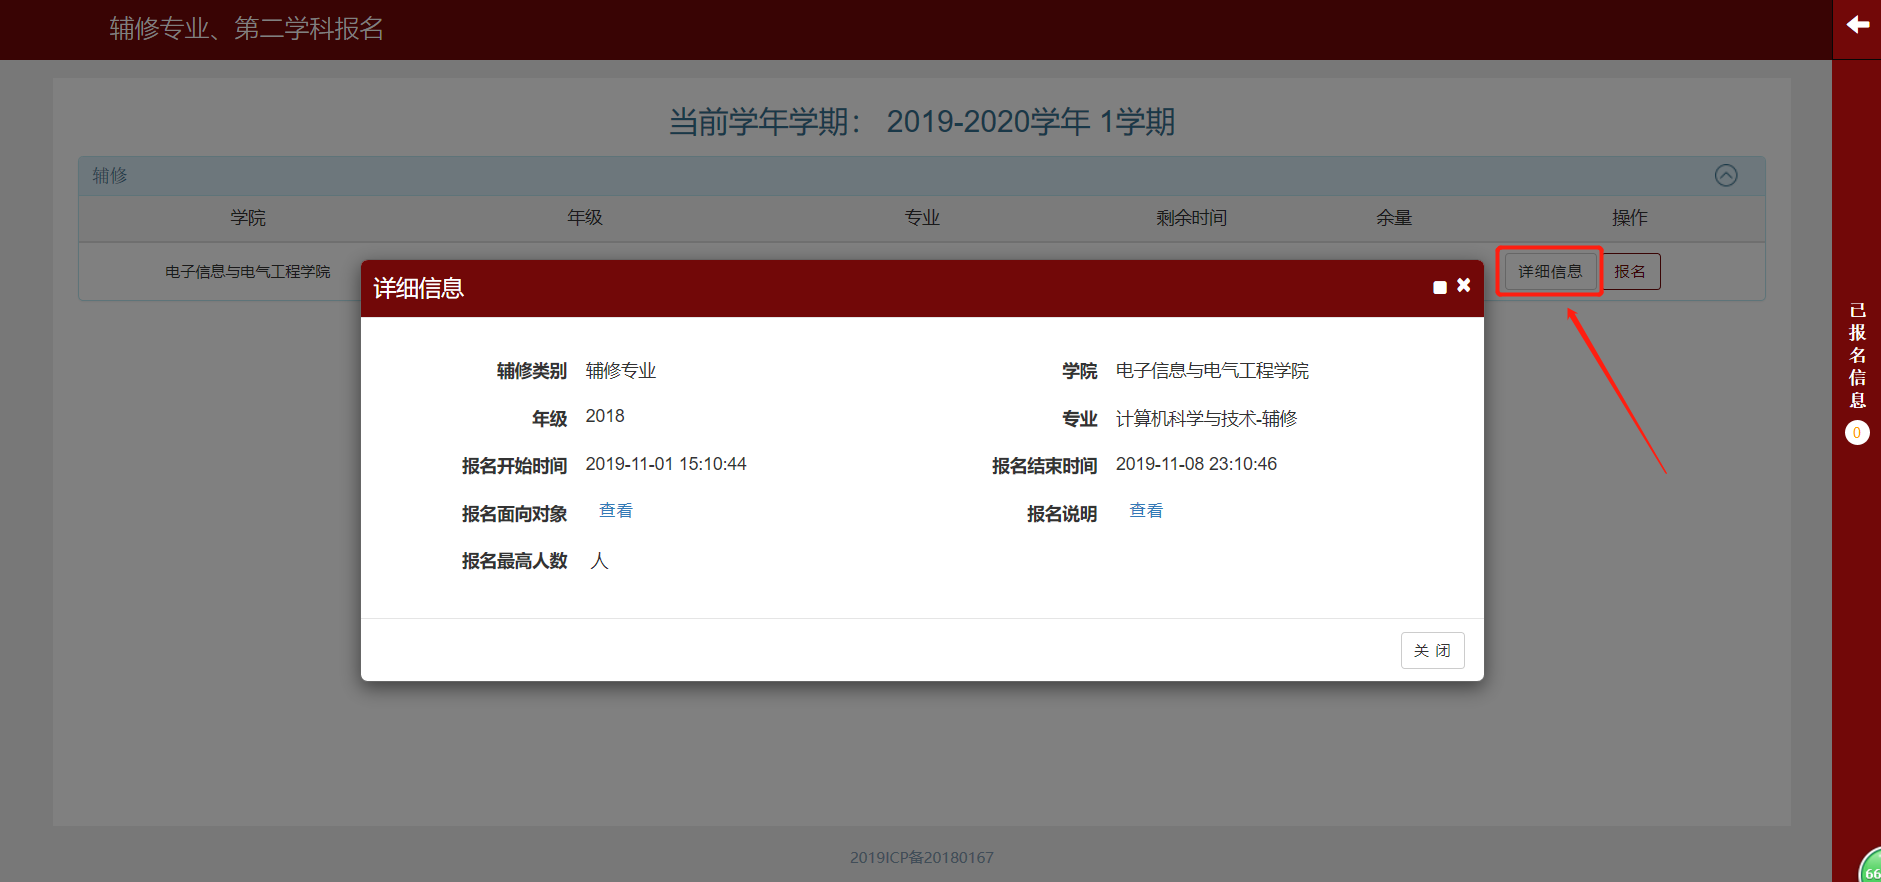 辅修专业、第二学科报名
当前学年学期： 2019-2020学年 1学期
辅修
学院 年级 专业 剩余时间 余量 操作
电子信息与电气工程学院 详细信息 报名
详细信息
辅修类别 辅修专业 学院 电子信息与电气工程学院
年级 2018 专业 计算机科学与技术-辅修
报名开始时间 2019-11-01 15:10:44 报名结束时间 2019-11-08 23:10:46
报名面向对象 查看 报名说明 查看
报名最高人数 人
关 闭
已报名信息
0
2019ICP备20180167
66